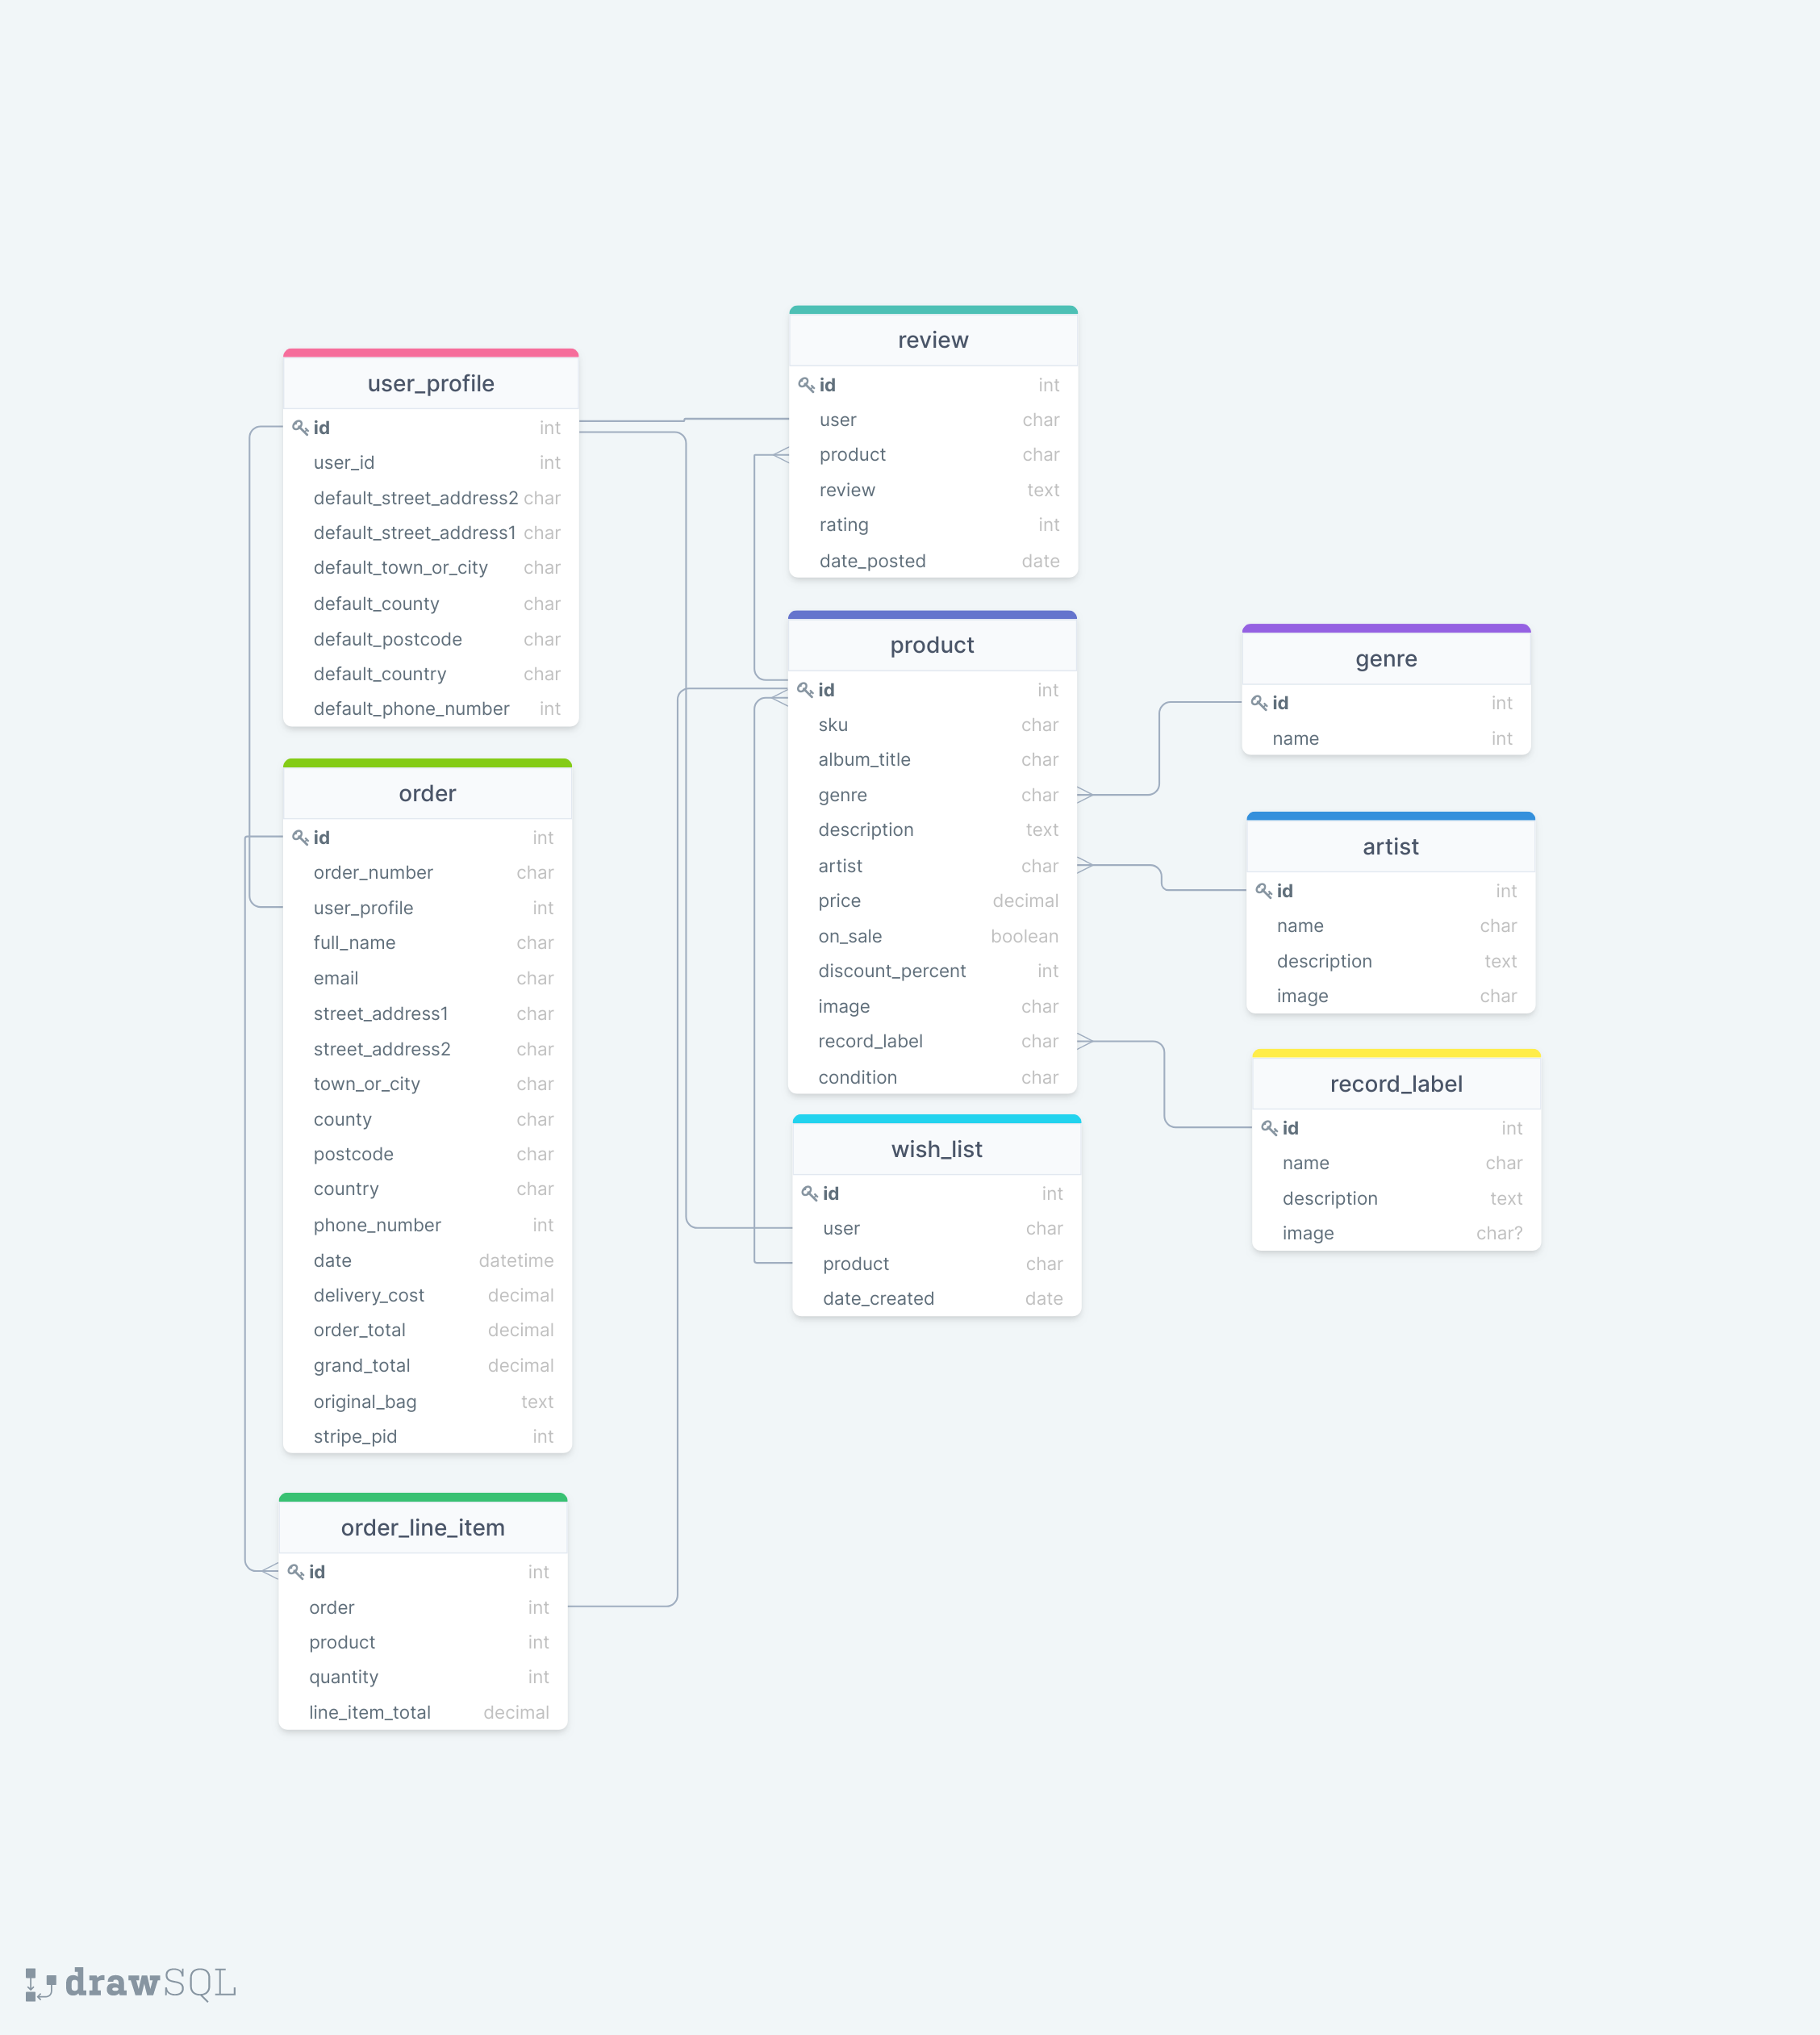 user_profile
id int
user_id int
default_street_address2 char
default_street_address1 char
default_town_or_city char
default_county char
default_postcode char
default_country char
default_phone_number int
order
id int
order_number char
user_profile int
full_name char
email char
street_address1 char
street_address2 char
town_or_city char
county char
postcode char
country char
phone_number int
date datetime
delivery_cost decimal
order_total decimal
grand_total decimal
original_bag text
stripe_pid int
order_line_item
id int
order int
product int
quantity int
line_item_total decimal
review
id int
user char
product char
review text
rating int
date_posted date
product
id int
sku char
album_title char
genre char
description text
artist char
price decimal
on_sale boolean
discount_percent int
image char
record_label char
condition char
wish_list
id int
user char
product char
date_created date
genre
id int
name int
artist
id int
name char
description text
image char
record_label
id int
name char
description text
image char?
drawSQL